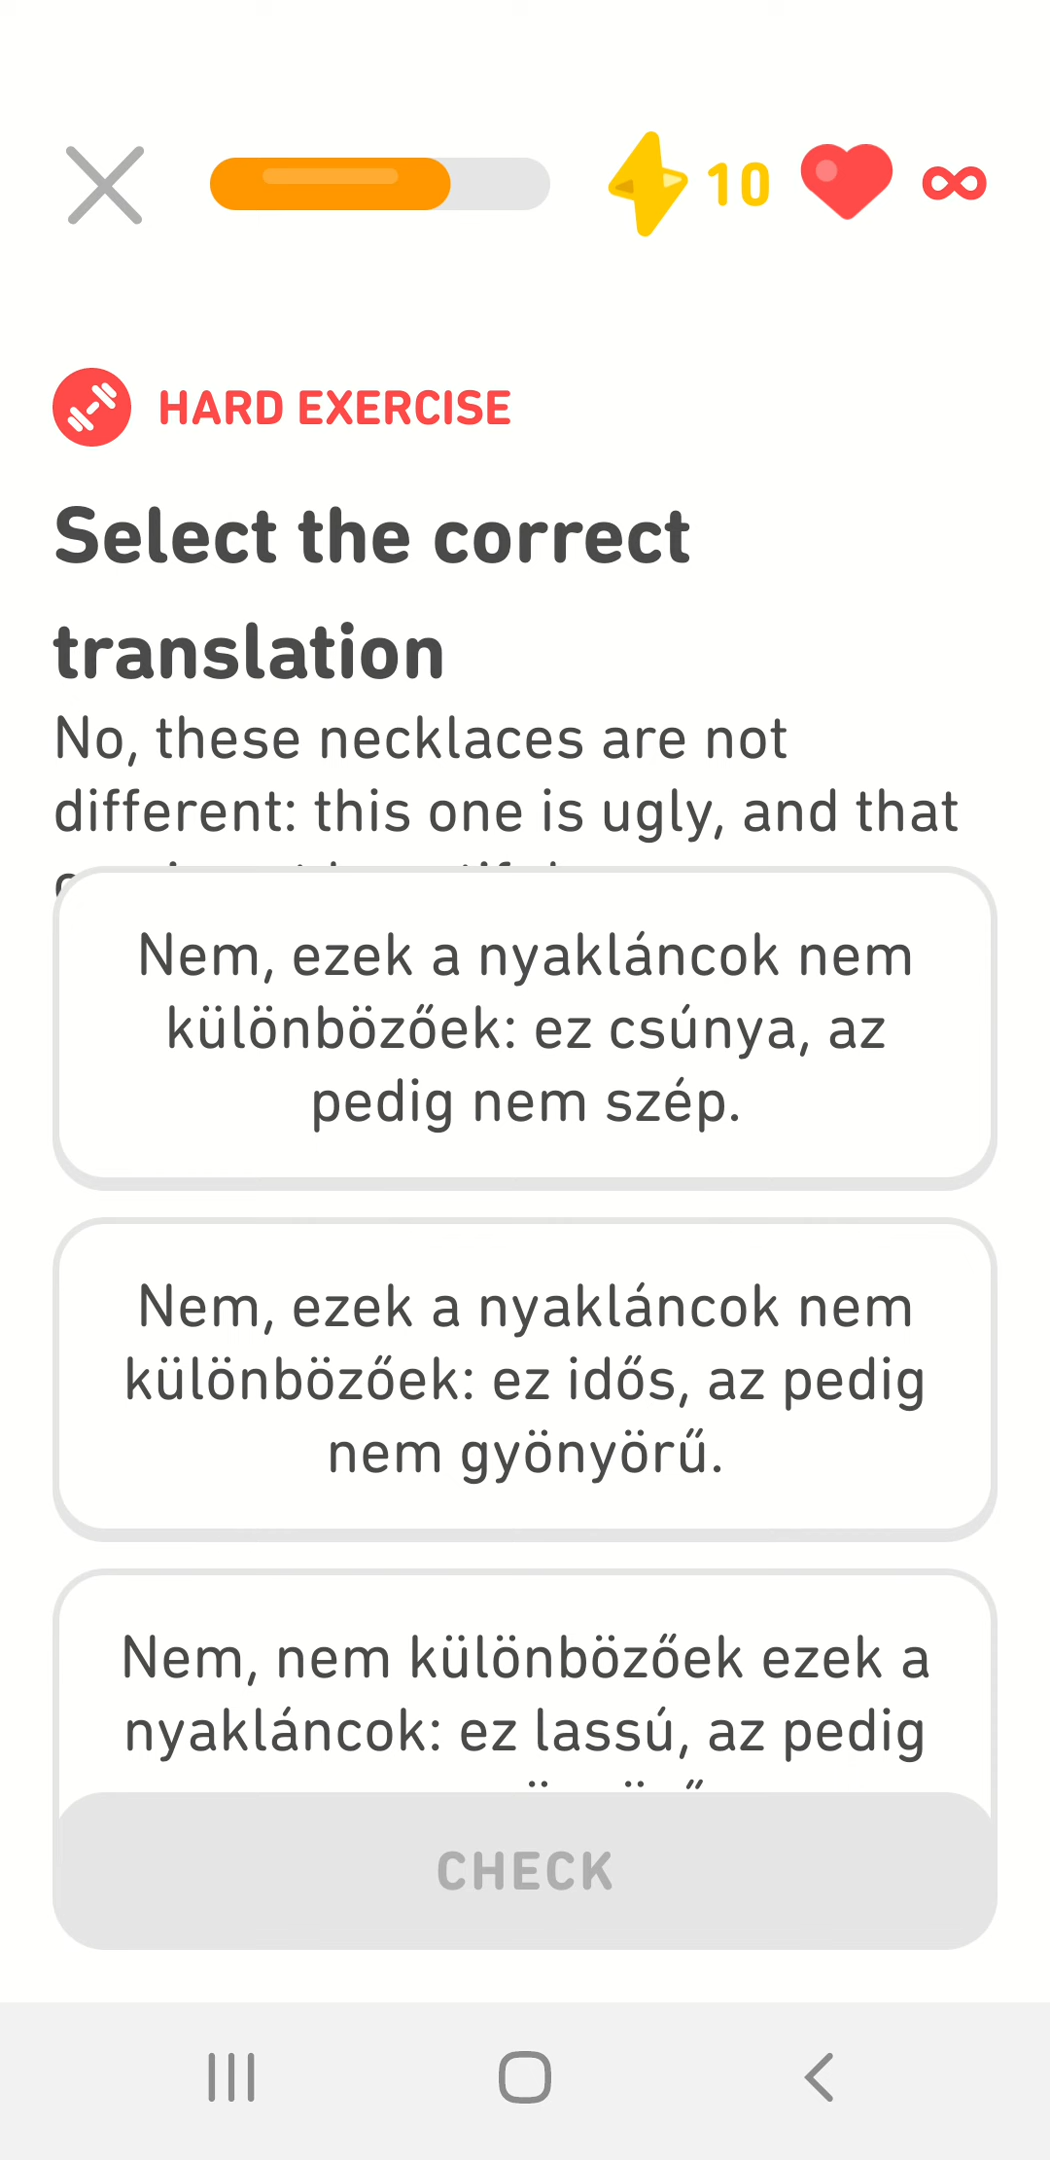 10 ∞
HARD EXERCISE
Select the correct
translation
No, these necklaces are not
different: this one is ugly, and that
Nem, ezek a nyakláncok nem
különbözőek: ez csúnya, az
pedig nem szép.
Nem, ezek a nyakláncok nem
különbözőek: ez idős, az pedig
nem gyönyörű.
Nem, nem különbözőek ezek a
nyakláncok: ez lassú, az pedig
CHECK